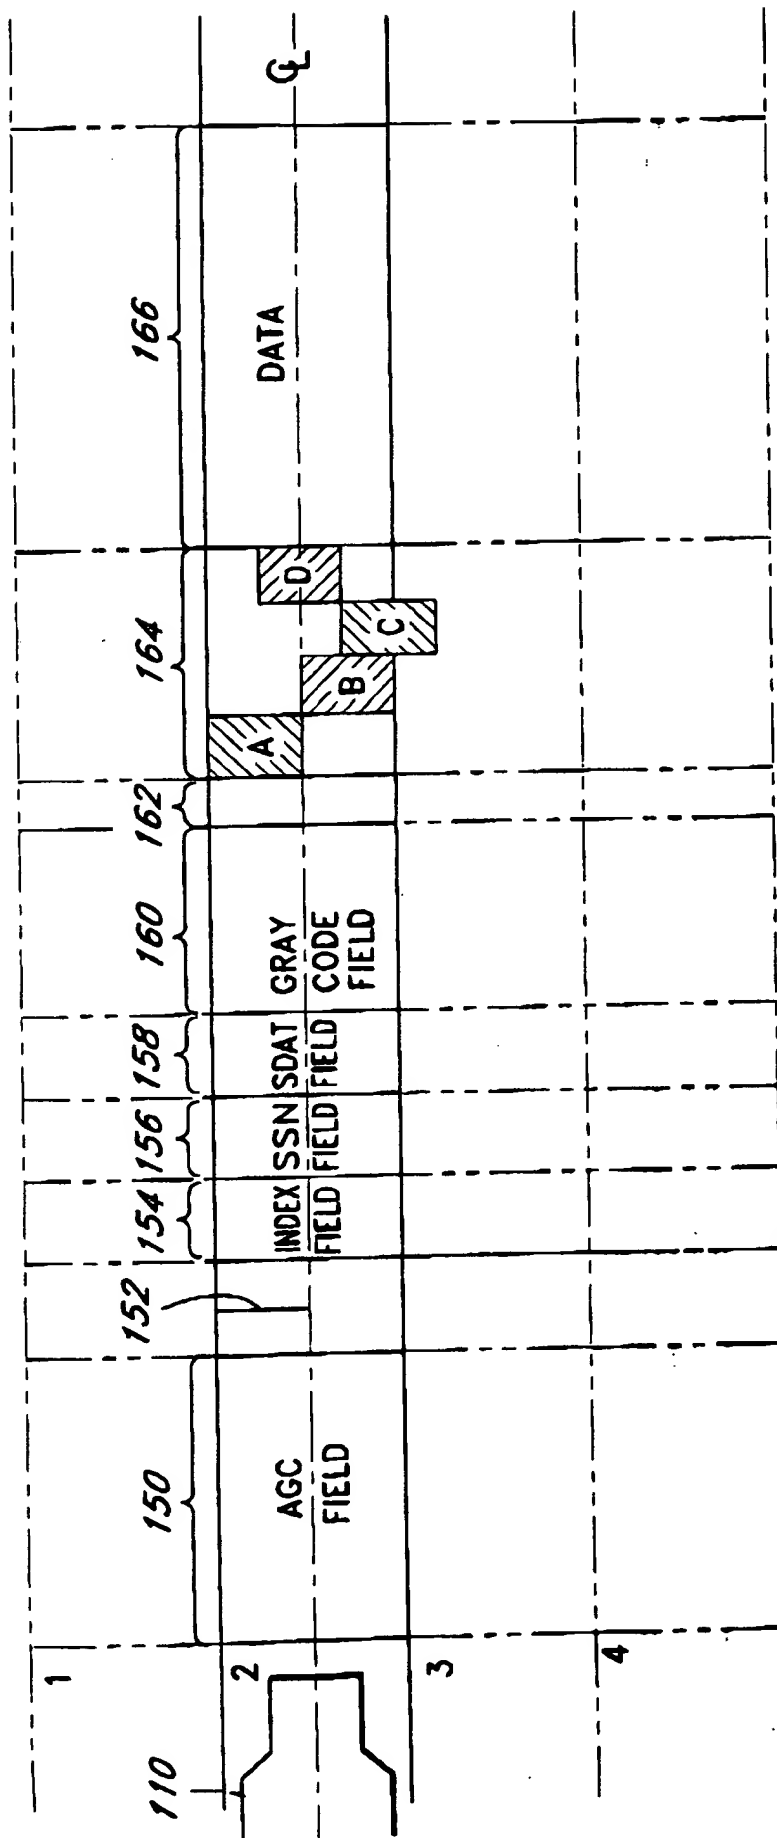 110
150
152
154
156
158
160
162
164
166
1
2
3
4
AGC
FIELD
INDEX
FIELD
SSN
FIELD
SDAT
FIELD
GRAY
CODE
FIELD
A
B
C
D
DATA
CL